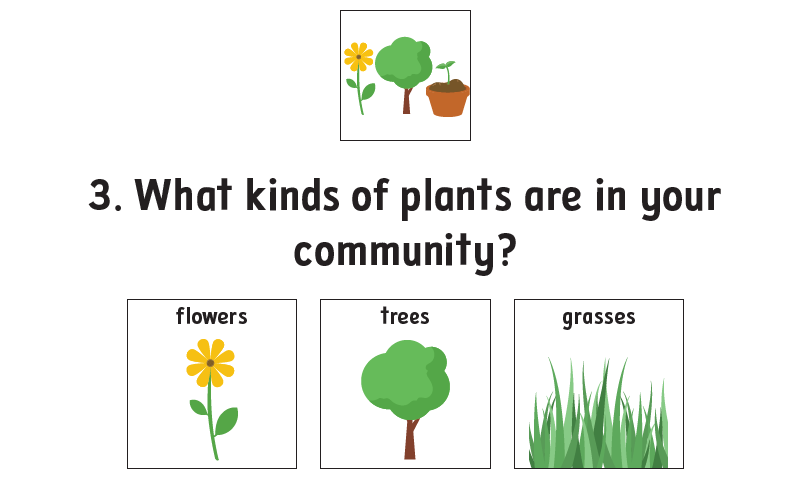 3. What kinds of plants are in your
community?
flowers
trees
grasses